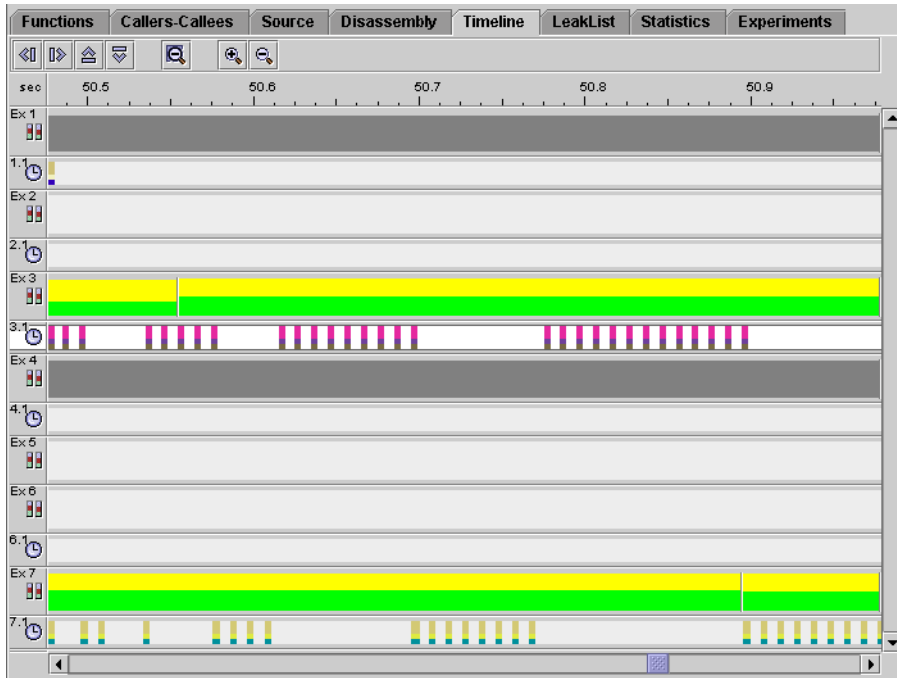 Functions Callers-Callees Source Disassembly Timeline LeakList Statistics Experiments
sec 50.5 50.6 50.7 50.8 50.9
Ex 1
1.1
Ex 2
2.1
Ex 3
3.1
Ex 4
4.1
Ex 5
Ex 6
6.1
Ex 7
7.1